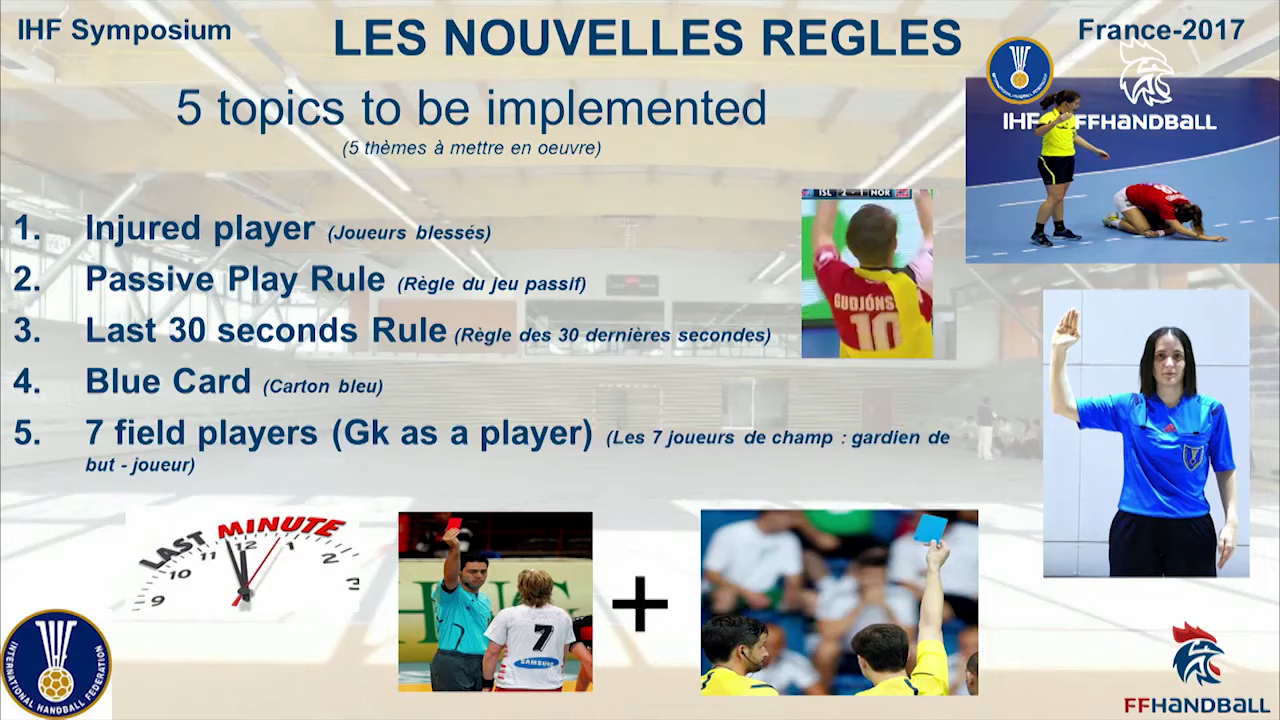 IHF Symposium
LES NOUVELLES REGLES
France-2017
5 topics to be implemented
(5 thèmes à mettre en oeuvre)
IHF
FFHANDBALL
ISL 2 - 1 NOR
GUDJÓNS
10
1. Injured player (Joueurs blessés)
2. Passive Play Rule (Règle du jeu passif)
3. Last 30 seconds Rule (Règle des 30 dernières secondes)
4. Blue Card (Carton bleu)
5. 7 field players (Gk as a player) (Les 7 joueurs de champ : gardien de
but - joueur)
LAST MINUTE
9 10 11 12 1 2 3
7
SAMSUNG
+
INTERNATIONAL HANDBALL FEDERATION
FFHANDBALL